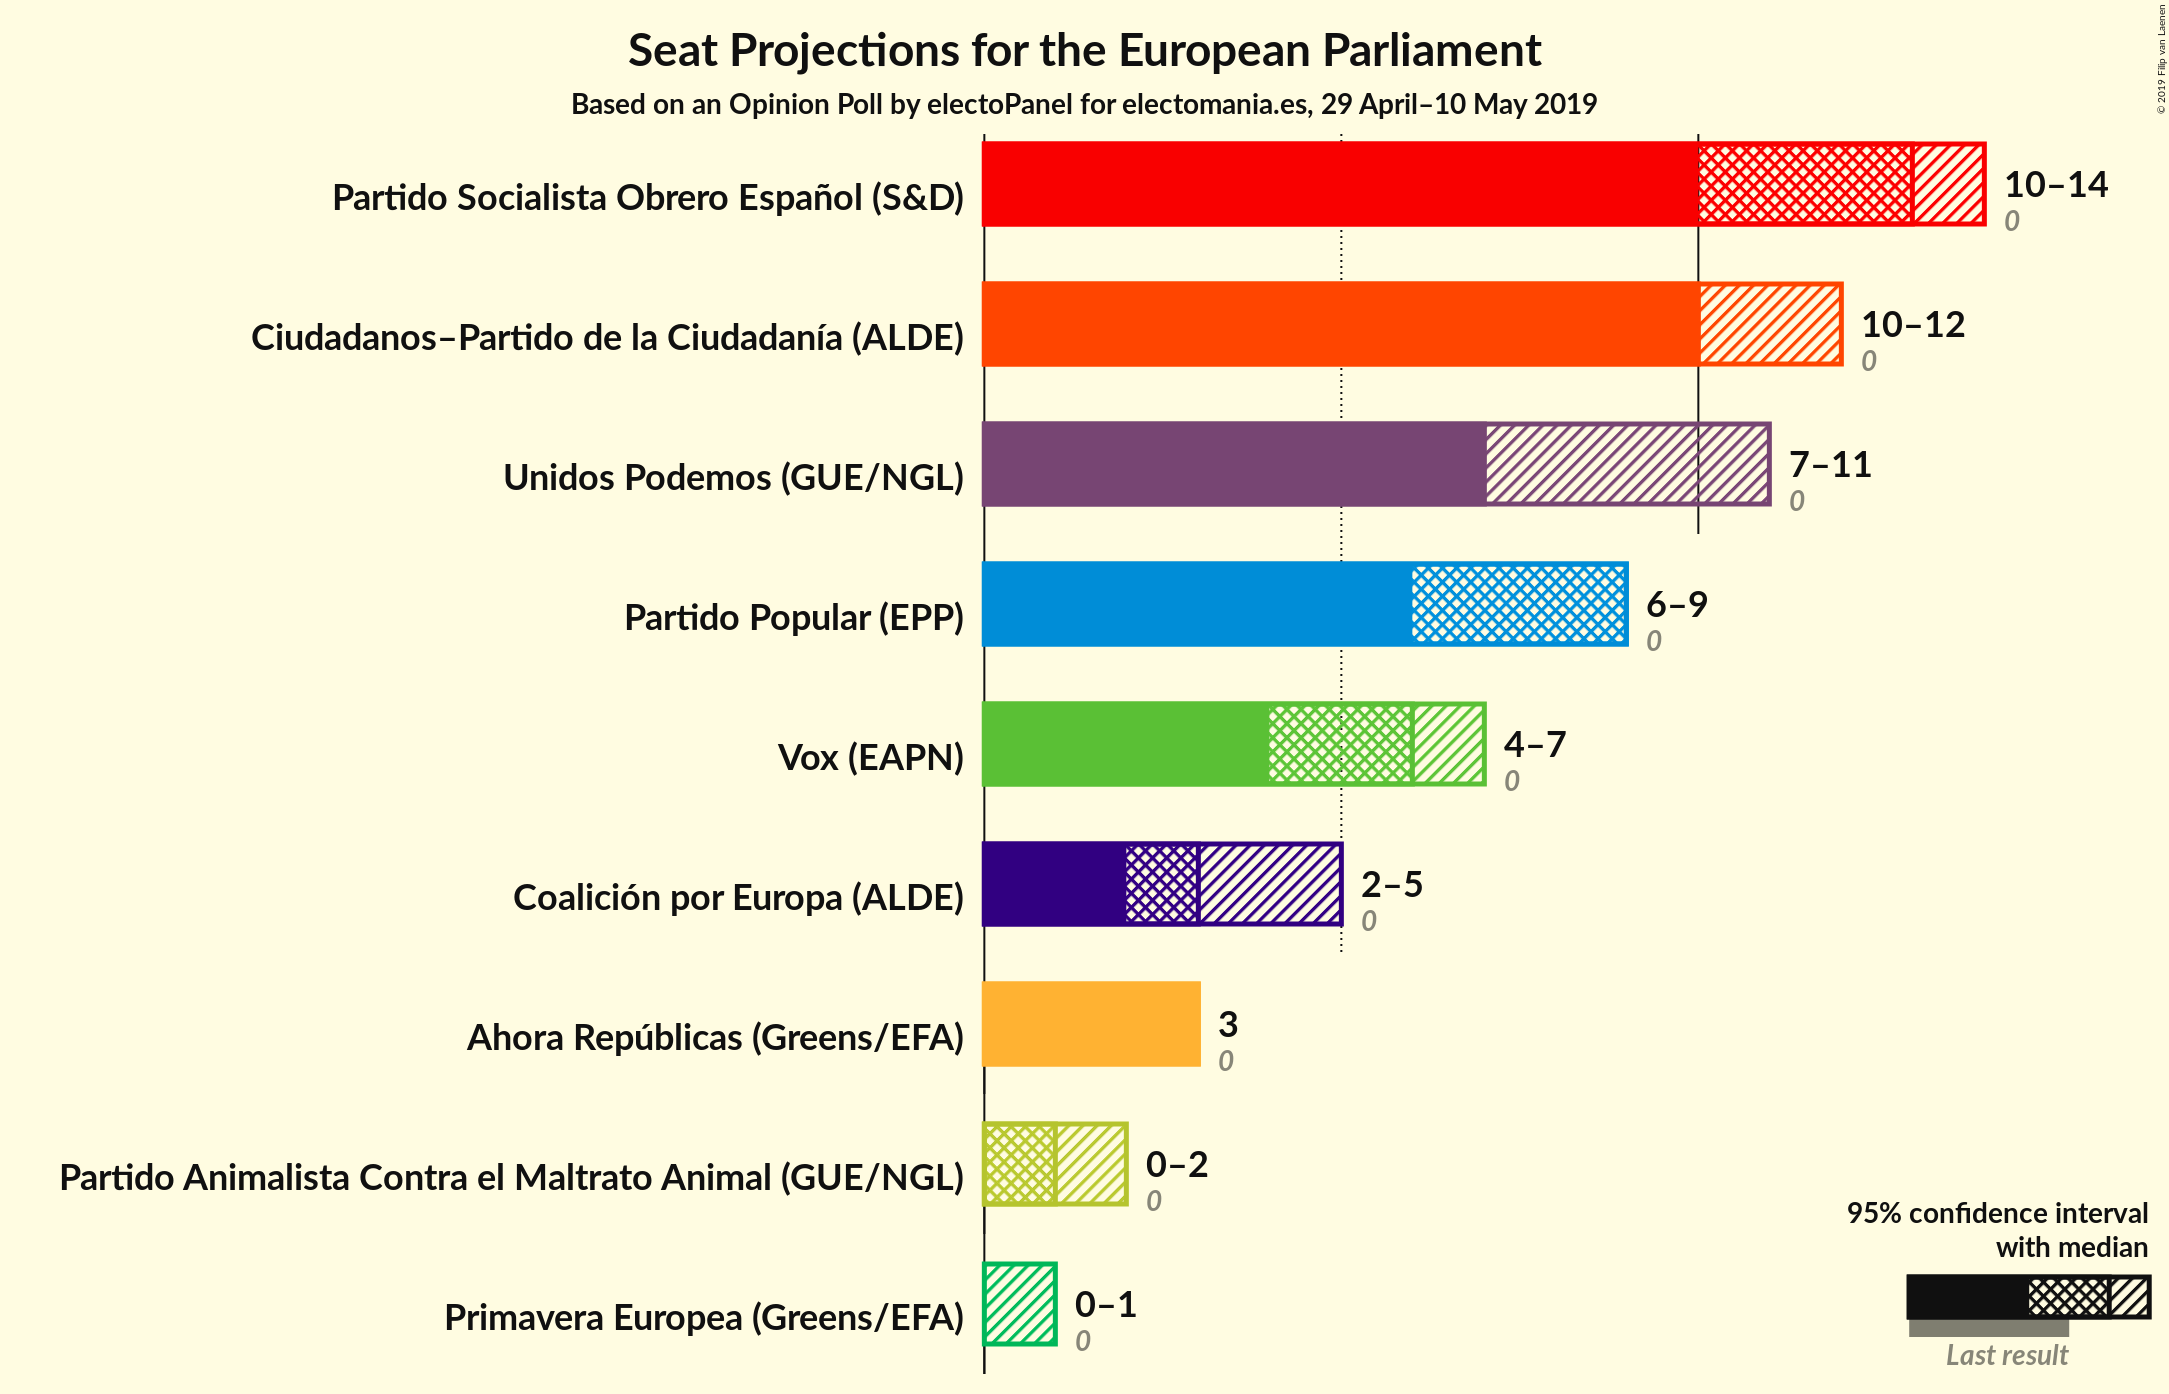 Seat Projections for the European Parliament
Based on an Opinion Poll by electoPanel for electomania.es, 29 April–10 May 2019
© 2019 Filip van Laenen
Partido Socialista Obrero Español (S&D)
10–14
0
Ciudadanos–Partido de la Ciudadanía (ALDE)
10–12
0
Unidos Podemos (GUE/NGL)
7–11
0
Partido Popular (EPP)
6–9
0
Vox (EAPN)
4–7
0
Coalición por Europa (ALDE)
2–5
0
Ahora Repúblicas (Greens/EFA)
3
0
Partido Animalista Contra el Maltrato Animal (GUE/NGL)
0–2
0
Primavera Europea (Greens/EFA)
0–1
0
95% confidence interval
with median
Last result